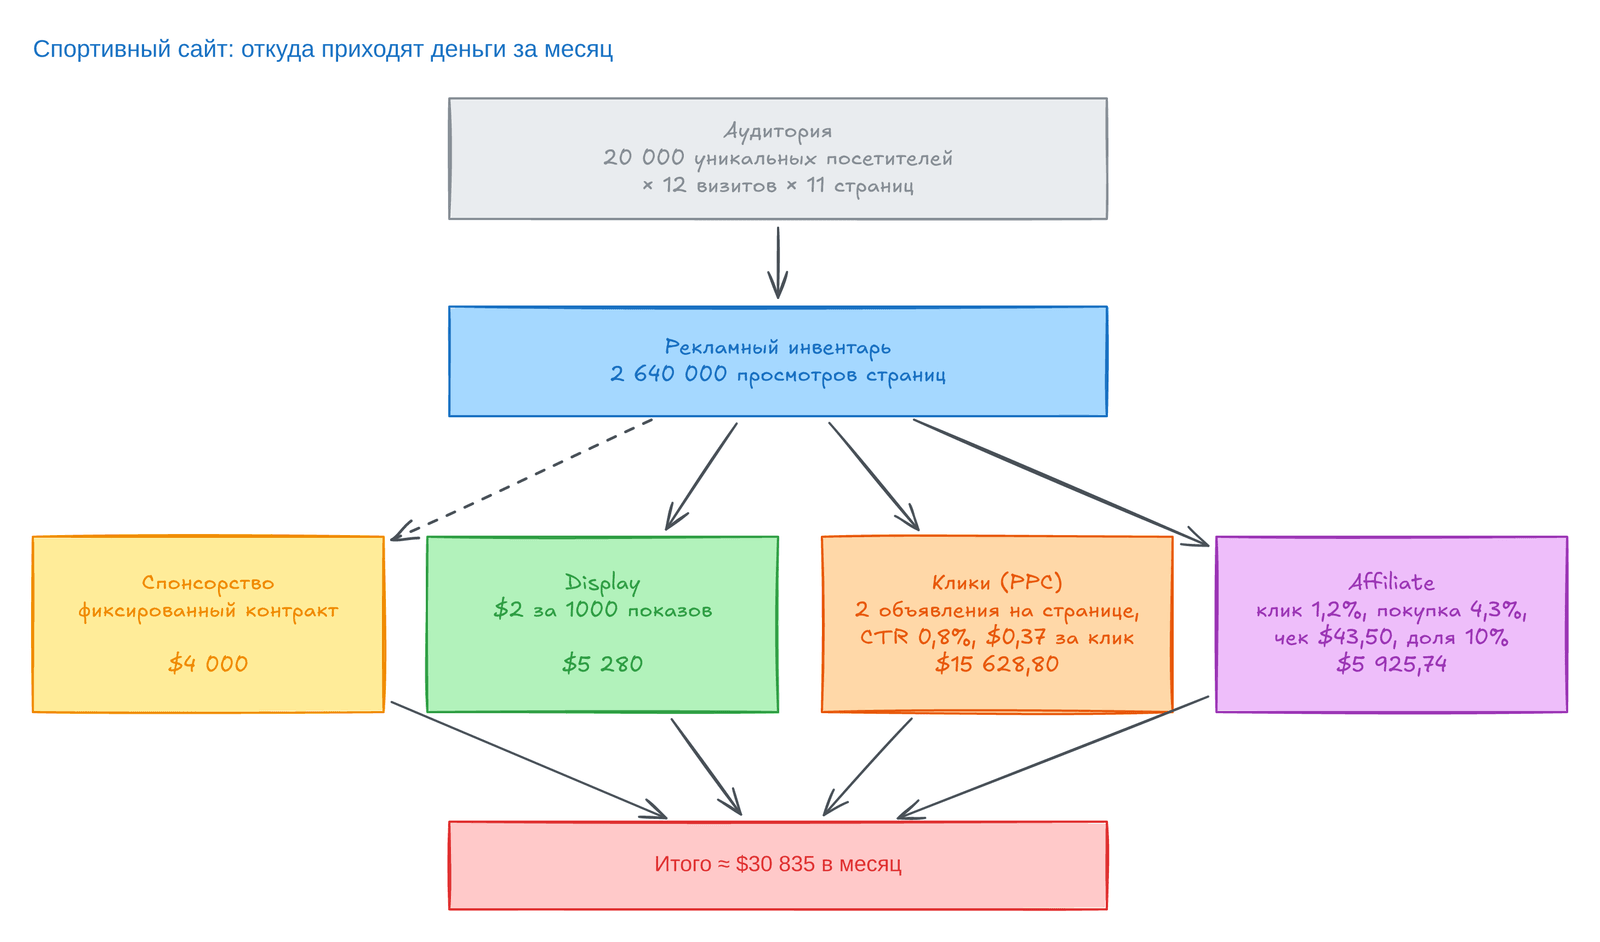 Спортивный сайт: откуда приходят деньги за месяц
Аудитория
20 000 уникальных посетителей
× 12 визитов × 11 страниц
Рекламный инвентарь
2 640 000 просмотров страниц
Спонсорство
фиксированный контракт
$4 000
Display
$2 за 1000 показов
$5 280
Клики (PPC)
2 объявления на странице,
CTR 0,8%, $0,37 за клик
$15 628,80
Affiliate
клик 1,2%, покупка 4,3%,
чек $43,50, доля 10%
$5 925,74
Итого ≈ $30 835 в месяц